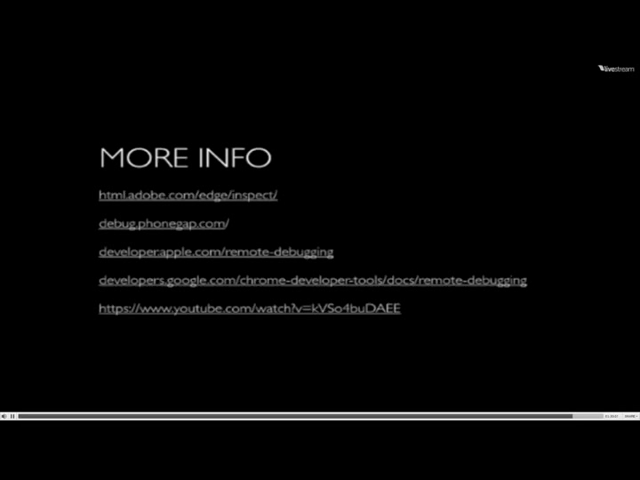 livestream
MORE INFO
html.adobe.com/edge/inspect/
debug.phonegap.com/
developer.apple.com/remote-debugging
developers.google.com/chrome-developer-tools/docs/remote-debugging
https://www.youtube.com/watch?v=kVSo4buDAEE